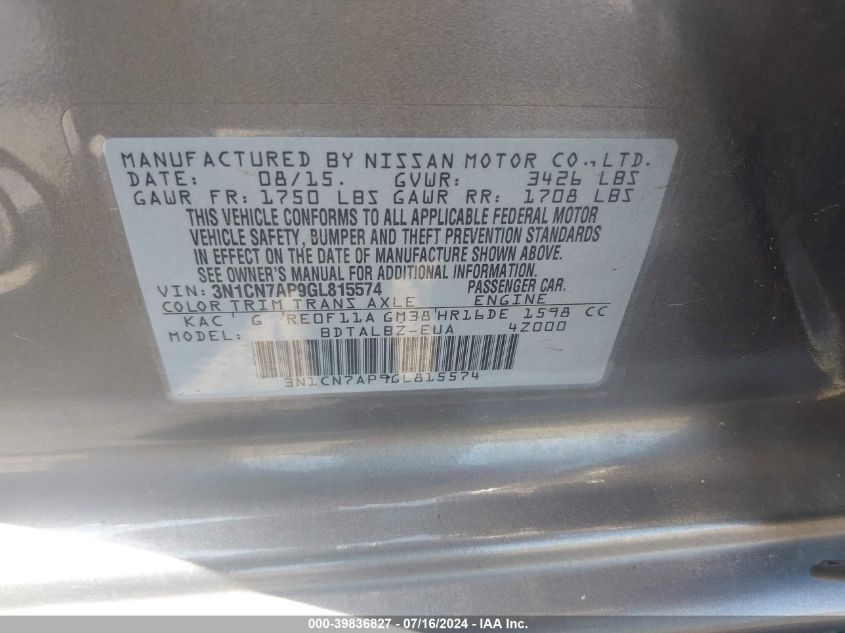 MANUFACTURED BY NISSAN MOTOR CO., LTD.
DATE: 08/15. GVWR: 3426 LBS
GAWR FR: 1750 LBS GAWR RR: 1708 LBS
THIS VEHICLE CONFORMS TO ALL APPLICABLE FEDERAL MOTOR
VEHICLE SAFETY, BUMPER AND THEFT PREVENTION STANDARDS
IN EFFECT ON THE DATE OF MANUFACTURE SHOWN ABOVE.
SEE OWNER'S MANUAL FOR ADDITIONAL INFORMATION.
VIN: 3N1CN7AP9GL815574 PASSENGER CAR.
COLOR TRIM TRANS AXLE ENGINE
KAC G RE0F11A GM38 HR16DE 1598 CC
MODEL: BDTALBZ-EUA 4Z000
3N1CN7AP9GL815574
000-39836827 - 07/16/2024 - IAA Inc.